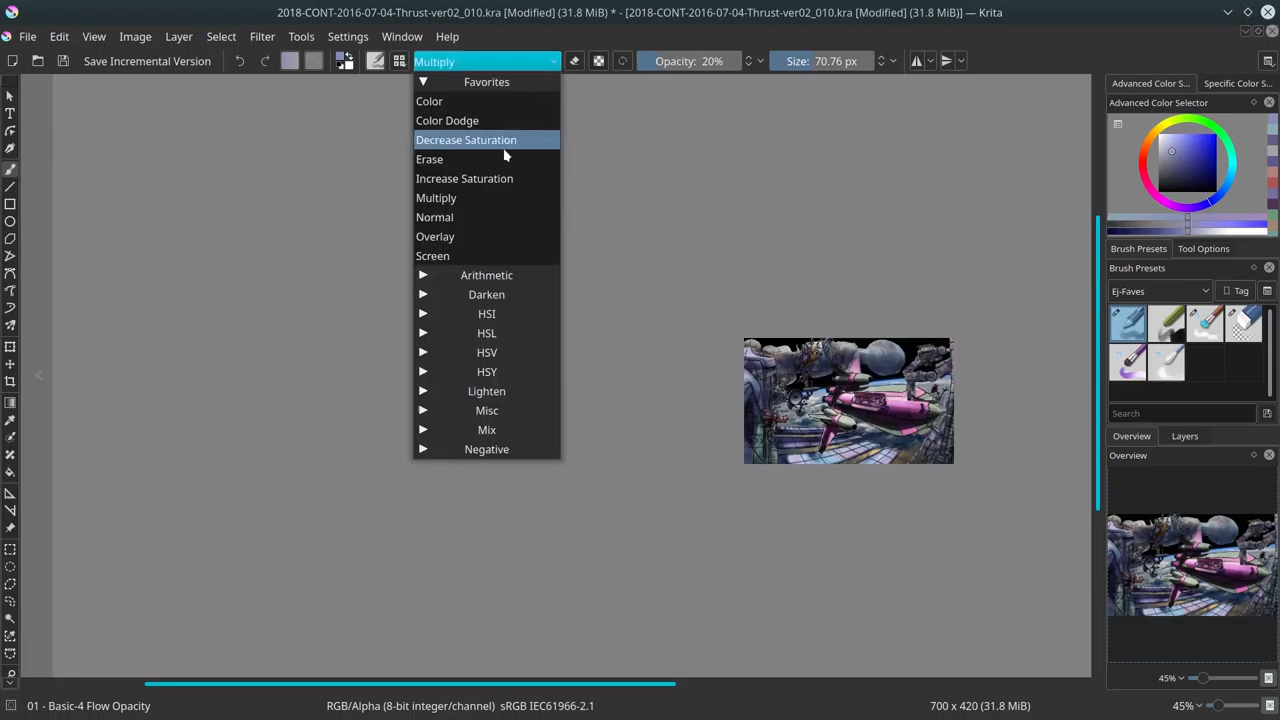 2018-CONT-2016-07-04-Thrust-ver02_010.kra [Modified] (31.8 MiB) * - [2018-CONT-2016-07-04-Thrust-ver02_010.kra [Modified] (31.8 MiB)] — Krita
File Edit View Image Layer Select Filter Tools Settings Window Help
Save Incremental Version Multiply Opacity: 20% Size: 70.76 px
Favorites
Color
Color Dodge
Decrease Saturation
Erase
Increase Saturation
Multiply
Normal
Overlay
Screen
Arithmetic
Darken
HSI
HSL
HSV
HSY
Lighten
Misc
Mix
Negative
Advanced Color S... Specific Color S...
Advanced Color Selector
Brush Presets Tool Options
Brush Presets
Ej-Faves Tag
Search
Overview Layers
Overview
45%
01 - Basic-4 Flow Opacity RGB/Alpha (8-bit integer/channel) sRGB IEC61966-2.1 700 x 420 (31.8 MiB) 45%